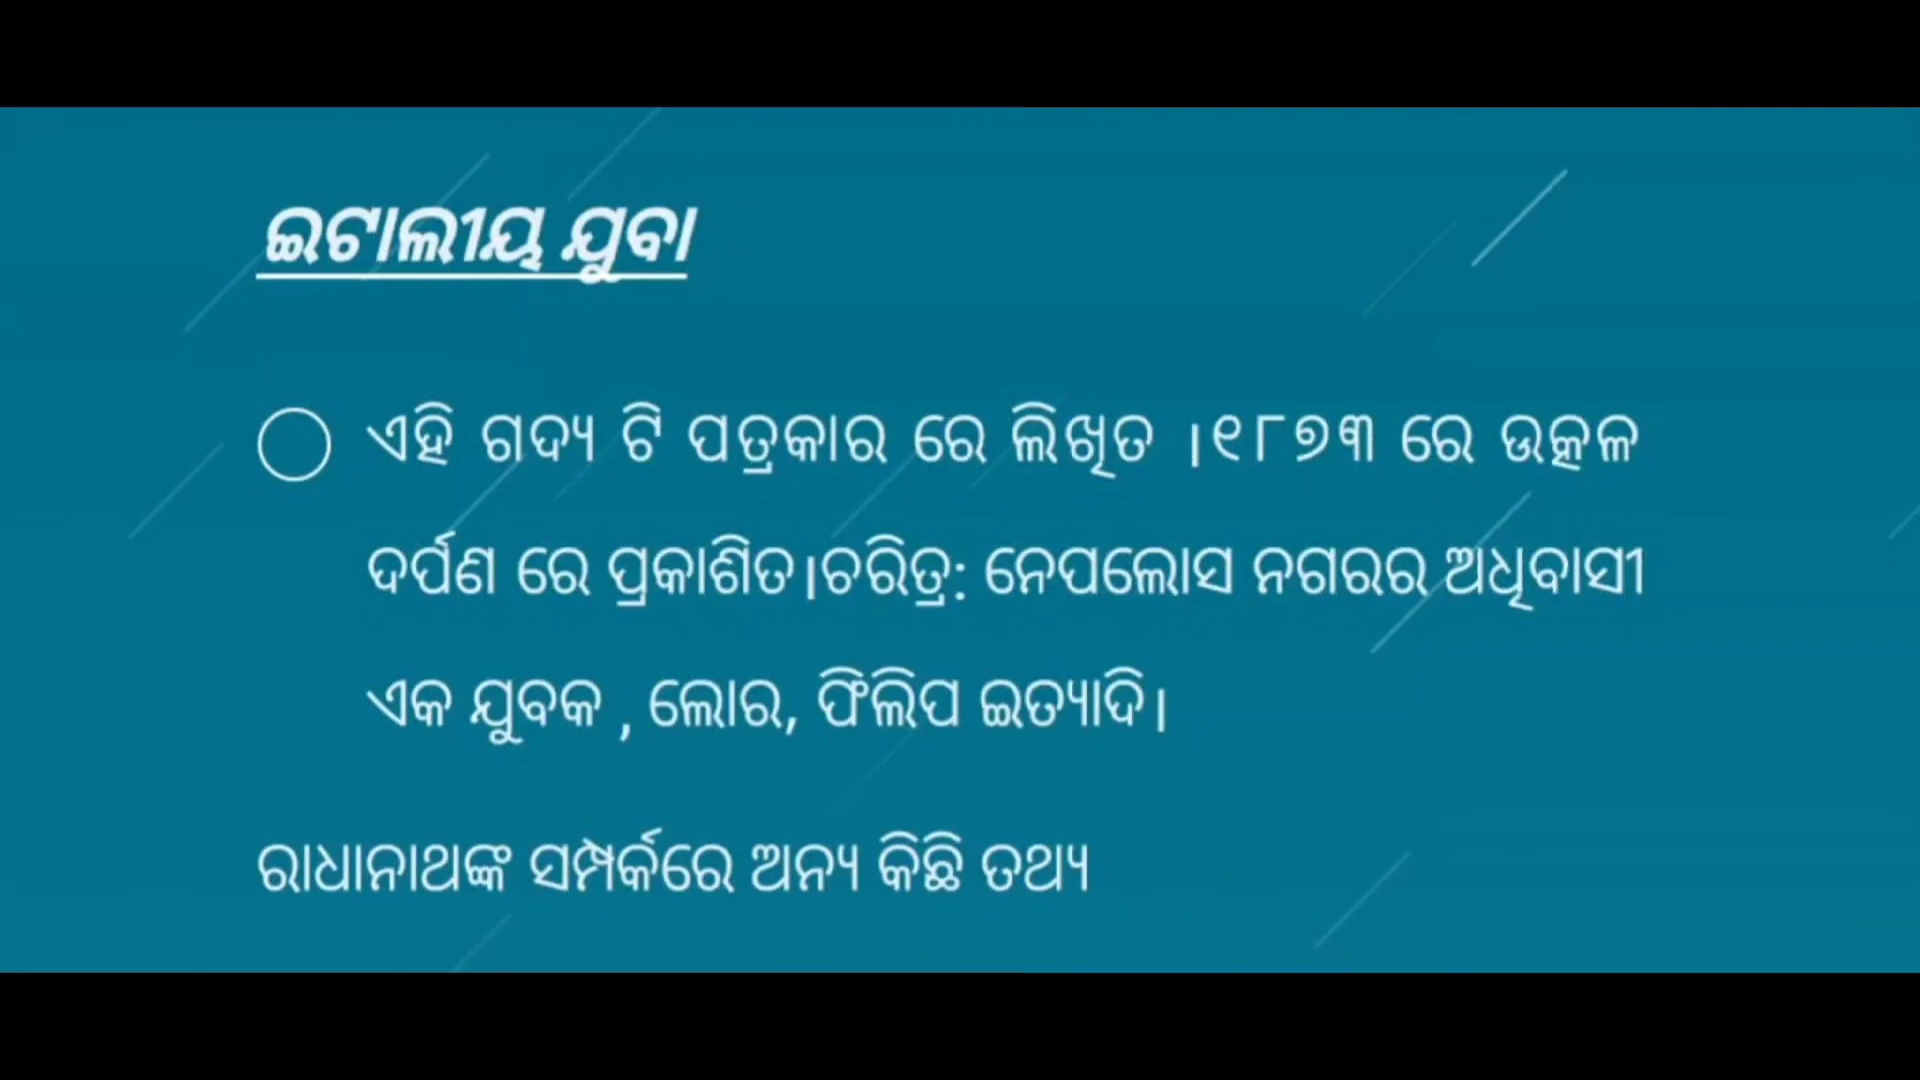 ଇଟାଲୀୟ ଯୁବା
ଏହି ଗଦ୍ୟ ଟି ପତ୍ରକାର ରେ ଲିଖିତ ।୧୮୭୩ ରେ ଉତ୍କଳ
ଦର୍ପଣ ରେ ପ୍ରକାଶିତ।ଚରିତ୍ର: ନେପଲୋସ ନଗରର ଅଧିବାସୀ
ଏକ ଯୁବକ , ଲୋର, ଫିଲିପ ଇତ୍ୟାଦି।
ରାଧାନାଥଙ୍କ ସମ୍ପର୍କରେ ଅନ୍ୟ କିଛି ତଥ୍ୟ